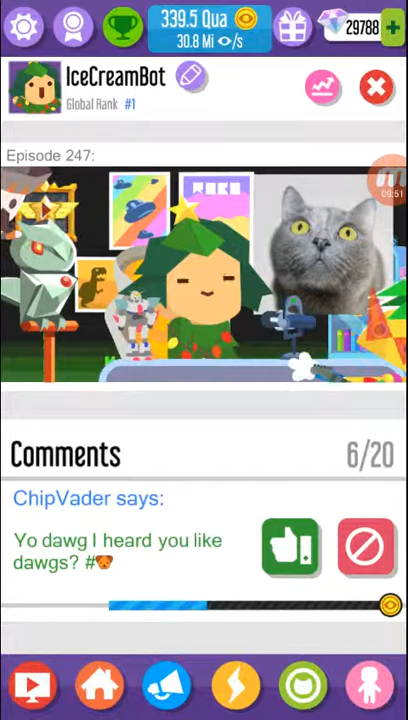 339.5 Qua
30.8 Mi /s
29788
IceCreamBot
Global Rank #1
09:51
Episode 247:
Comments
6/20
ChipVader says:
Yo dawg I heard you like
dawgs? #🐶